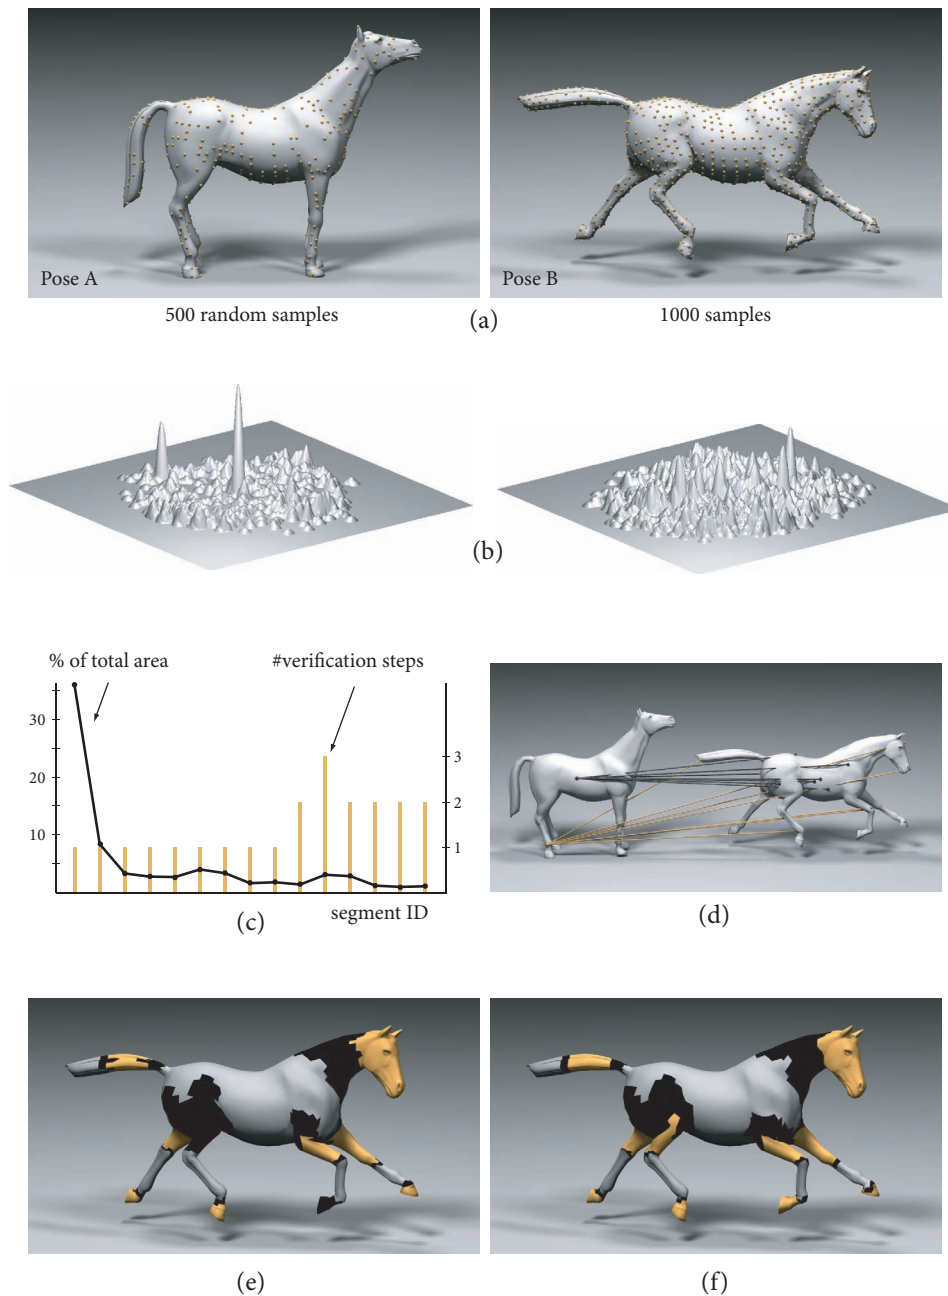 Pose A
Pose B
500 random samples
1000 samples
(a)
(b)
% of total area
#verification steps
30
20
10
3
2
1
segment ID
(c)
(d)
(e)
(f)